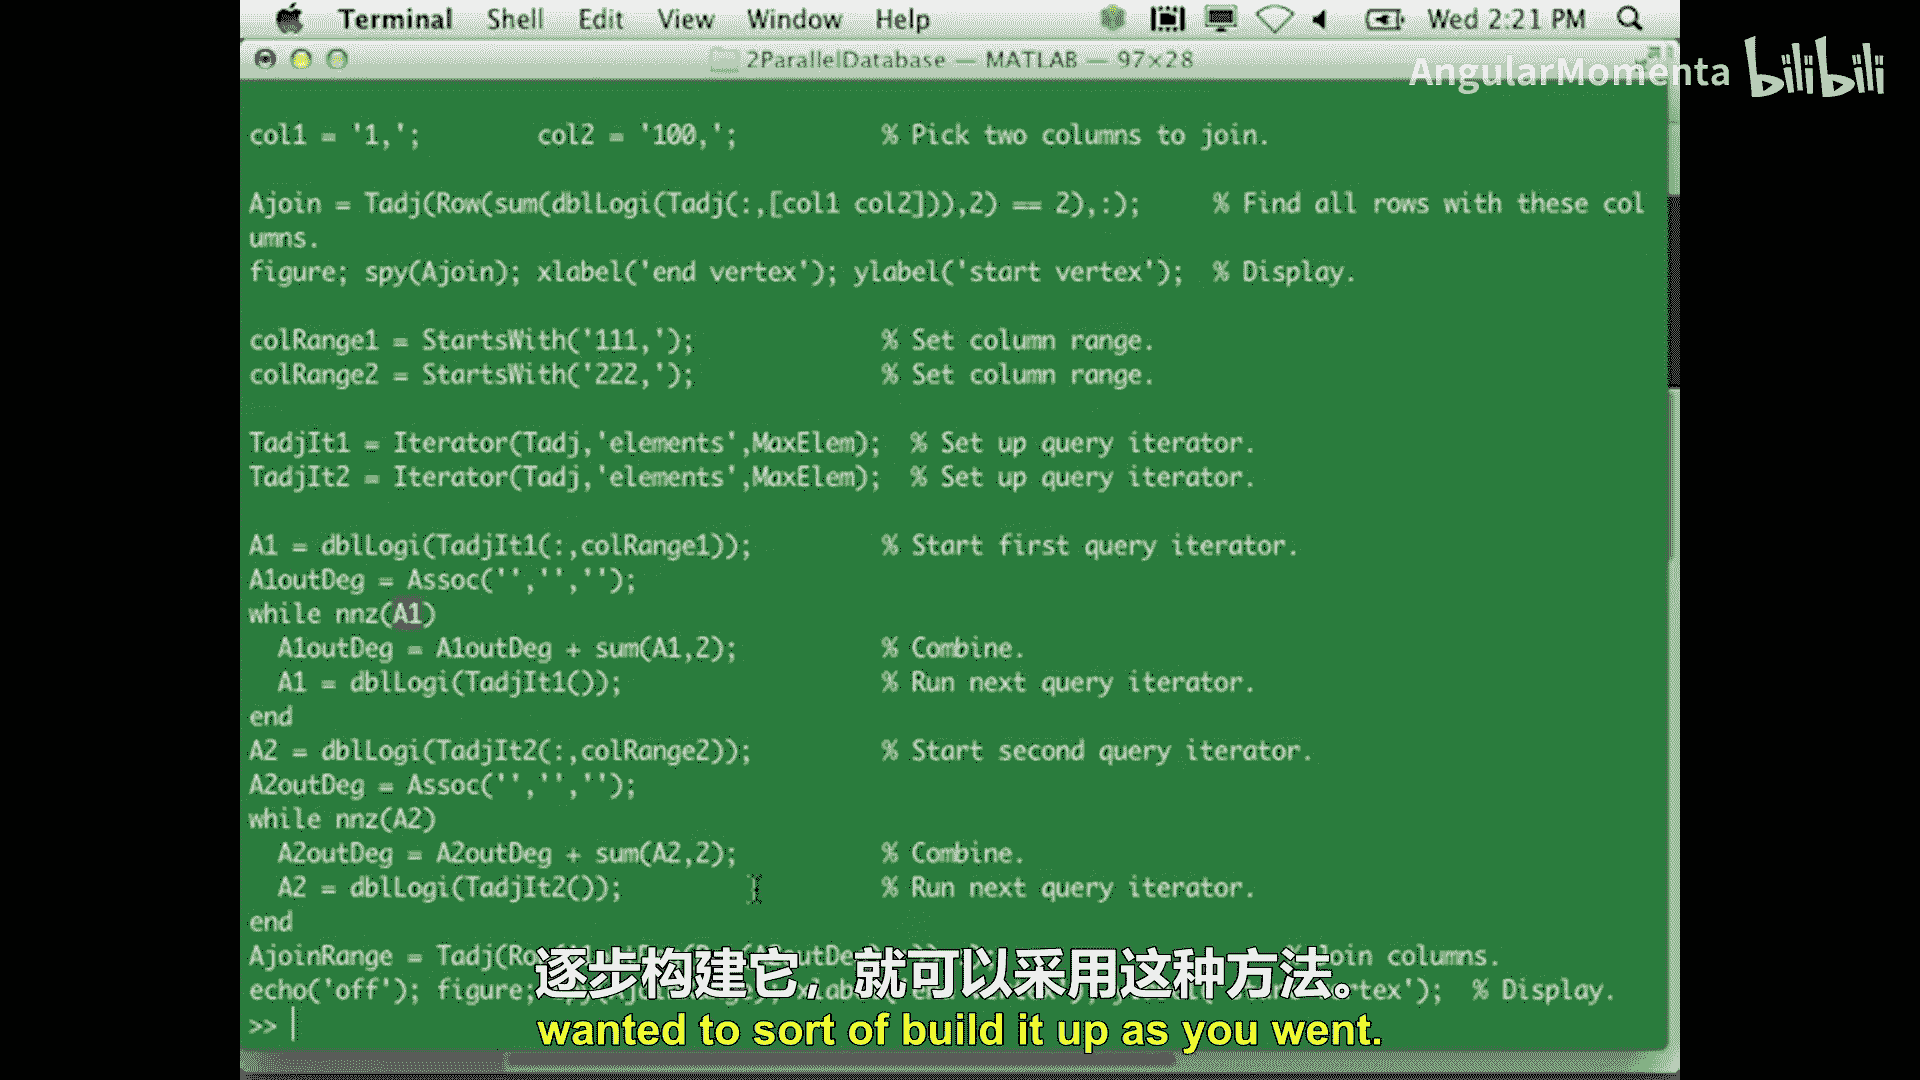 Terminal Shell Edit View Window Help Wed 2:21 PM
2ParallelDatabase — MATLAB — 97×28
AngularMomenta bilibili
col1 = '1,'; col2 = '100,'; % Pick two columns to join.
Ajoin = Tadj(Row(sum(dblLogi(Tadj(:,[col1 col2])),2) == 2),:); % Find all rows with these col
umns.
figure; spy(Ajoin); xlabel('end vertex'); ylabel('start vertex'); % Display.
colRange1 = StartsWith('111,'); % Set column range.
colRange2 = StartsWith('222,'); % Set column range.
TadjIt1 = Iterator(Tadj,'elements',MaxElem); % Set up query iterator.
TadjIt2 = Iterator(Tadj,'elements',MaxElem); % Set up query iterator.
A1 = dblLogi(TadjIt1(:,colRange1)); % Start first query iterator.
A1outDeg = Assoc('','','');
while nnz(A1)
A1outDeg = A1outDeg + sum(A1,2); % Combine.
A1 = dblLogi(TadjIt1()); % Run next query iterator.
end
A2 = dblLogi(TadjIt2(:,colRange2)); % Start second query iterator.
A2outDeg = Assoc('','','');
while nnz(A2)
A2outDeg = A2outDeg + sum(A2,2); % Combine.
A2 = dblLogi(TadjIt2()); % Run next query iterator.
end
AjoinRange = % Join columns.
echo('off'); figure; % Display.
>>
逐步构建它，就可以采用这种方法。
wanted to sort of build it up as you went.